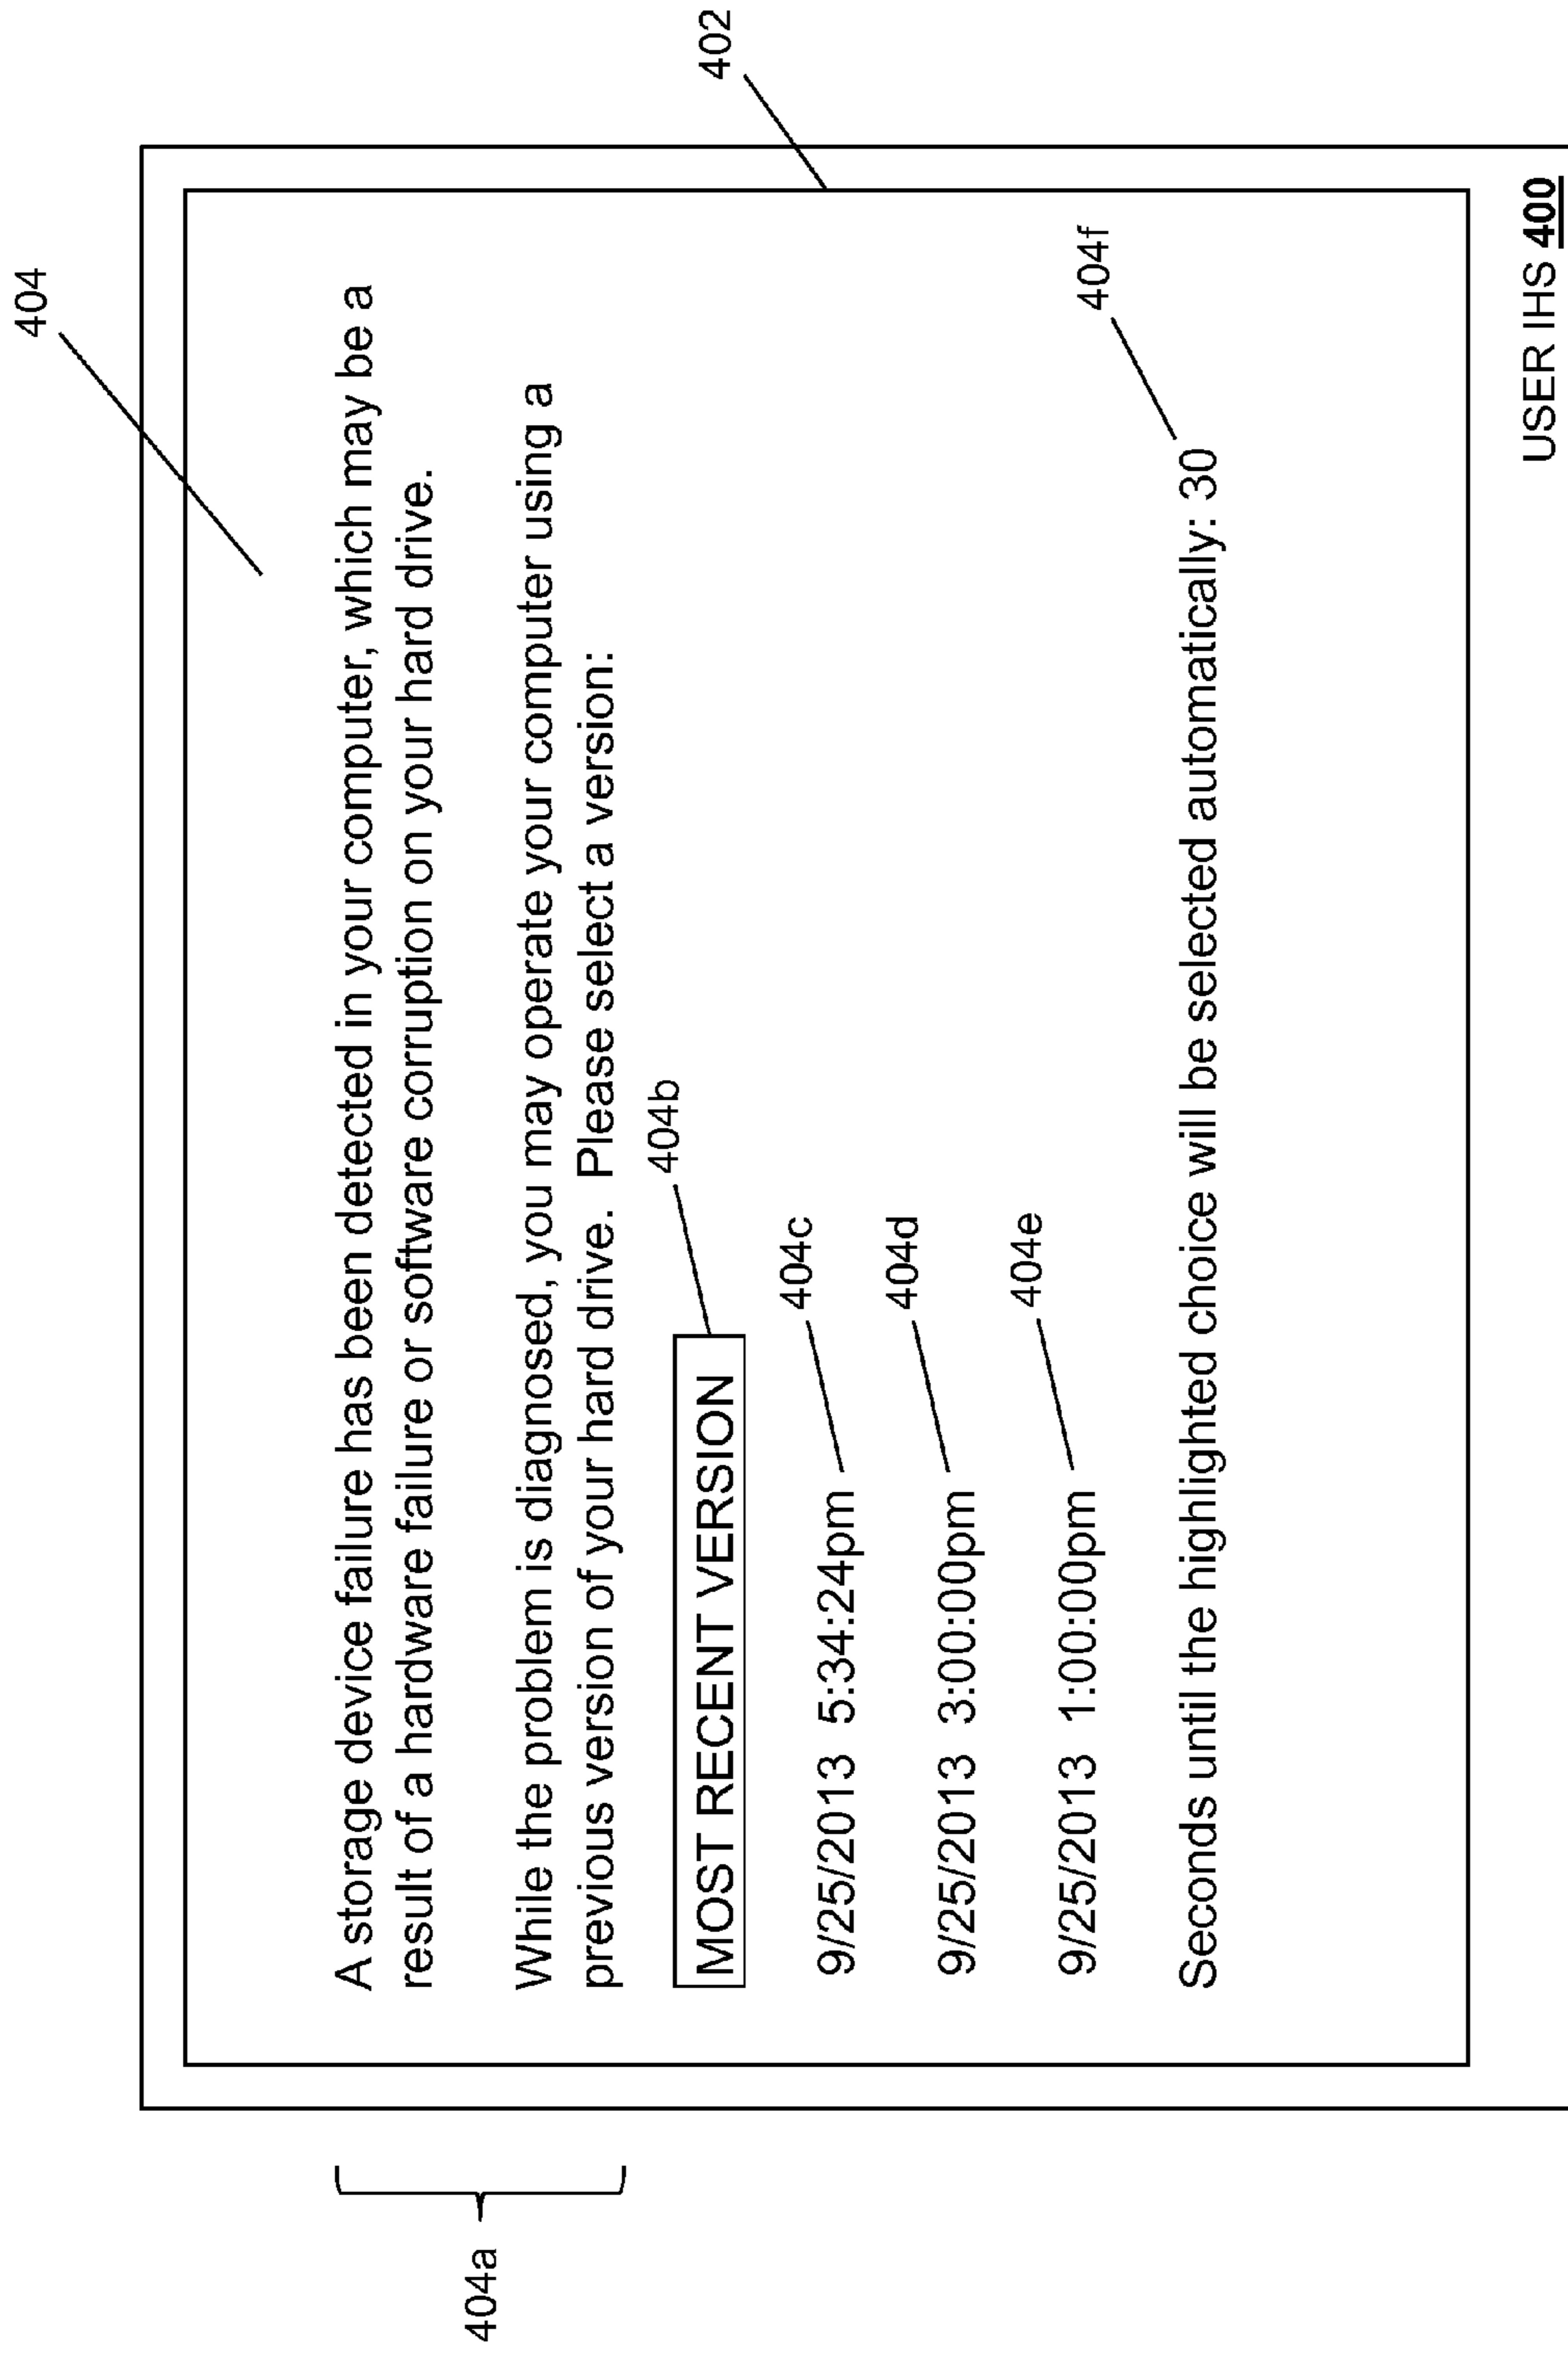 404
402
404a
A storage device failure has been detected in your computer, which may be a
result of a hardware failure or software corruption on your hard drive.
While the problem is diagnosed, you may operate your computer using a
previous version of your hard drive. Please select a version:
404b
MOST RECENT VERSION
404c
9/25/2013 5:34:24pm
404d
9/25/2013 3:00:00pm
404e
9/25/2013 1:00:00pm
404f
Seconds until the highlighted choice will be selected automatically: 30
USER IHS 400